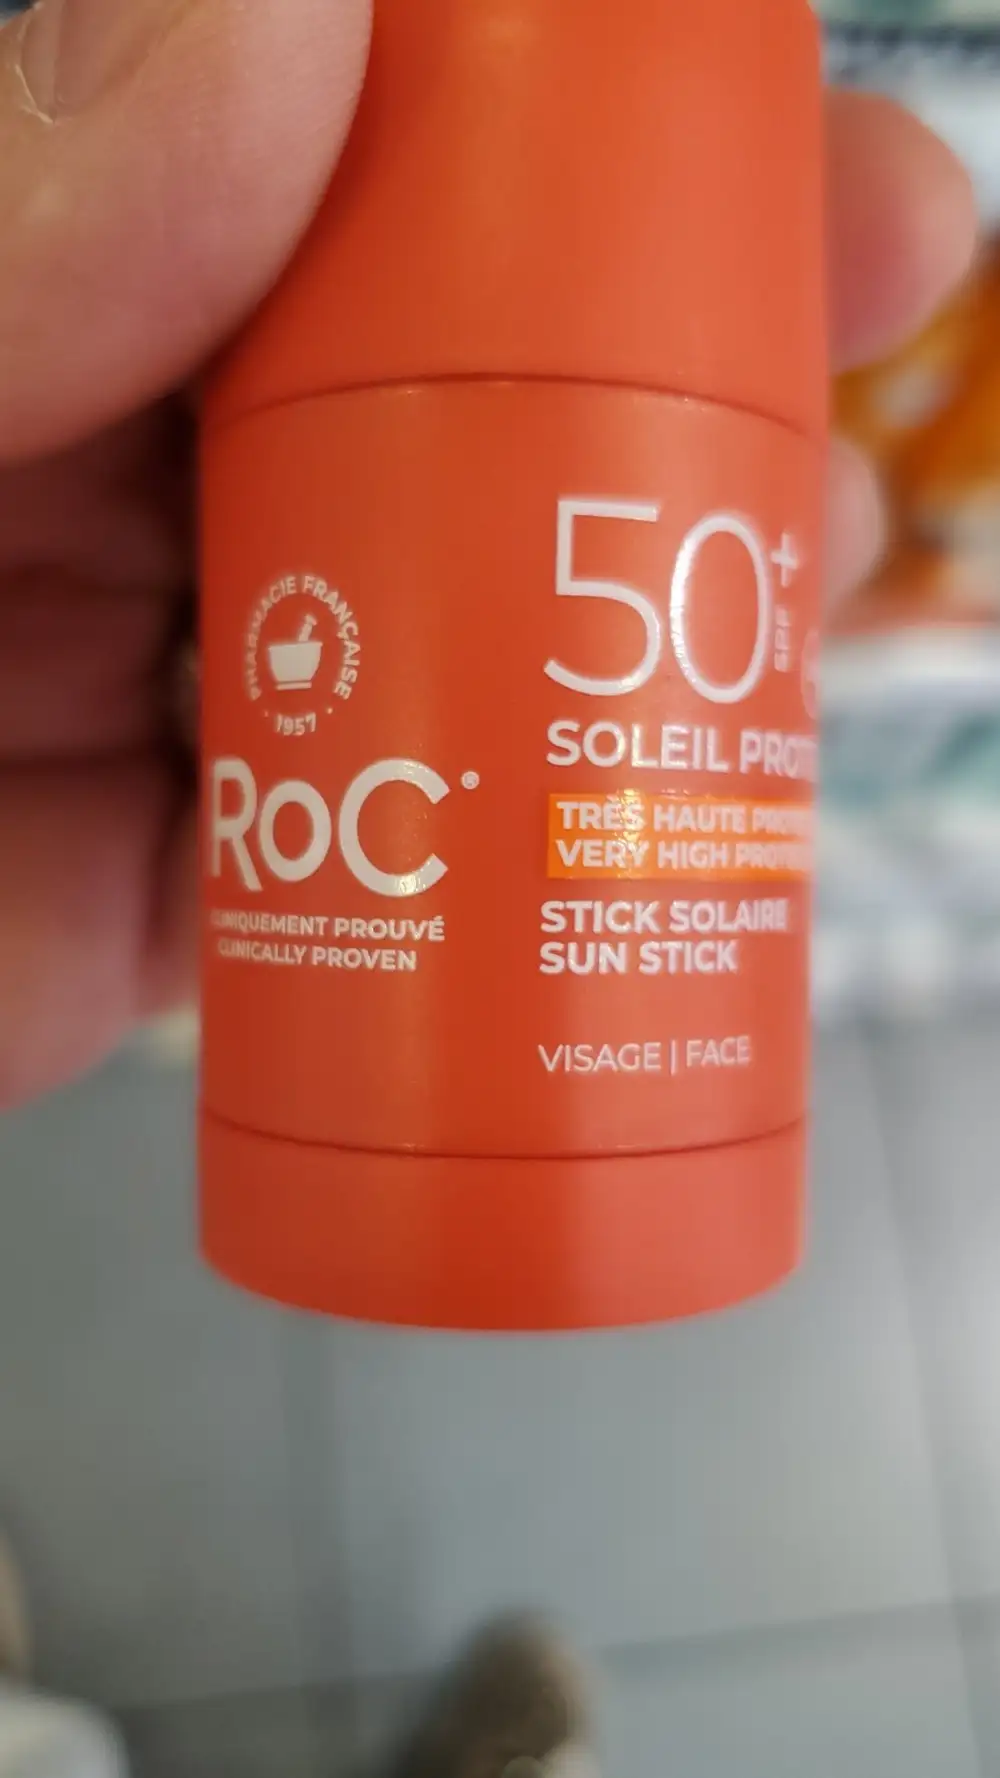 PHARMACIE FRANÇAISE
1957
RoC®
CLINIQUEMENT PROUVÉ
CLINICALLY PROVEN
50+
SPF
SOLEIL
TRÈS HAUTE
VERY HIGH
STICK SOLAIRE
SUN STICK
VISAGE | FACE